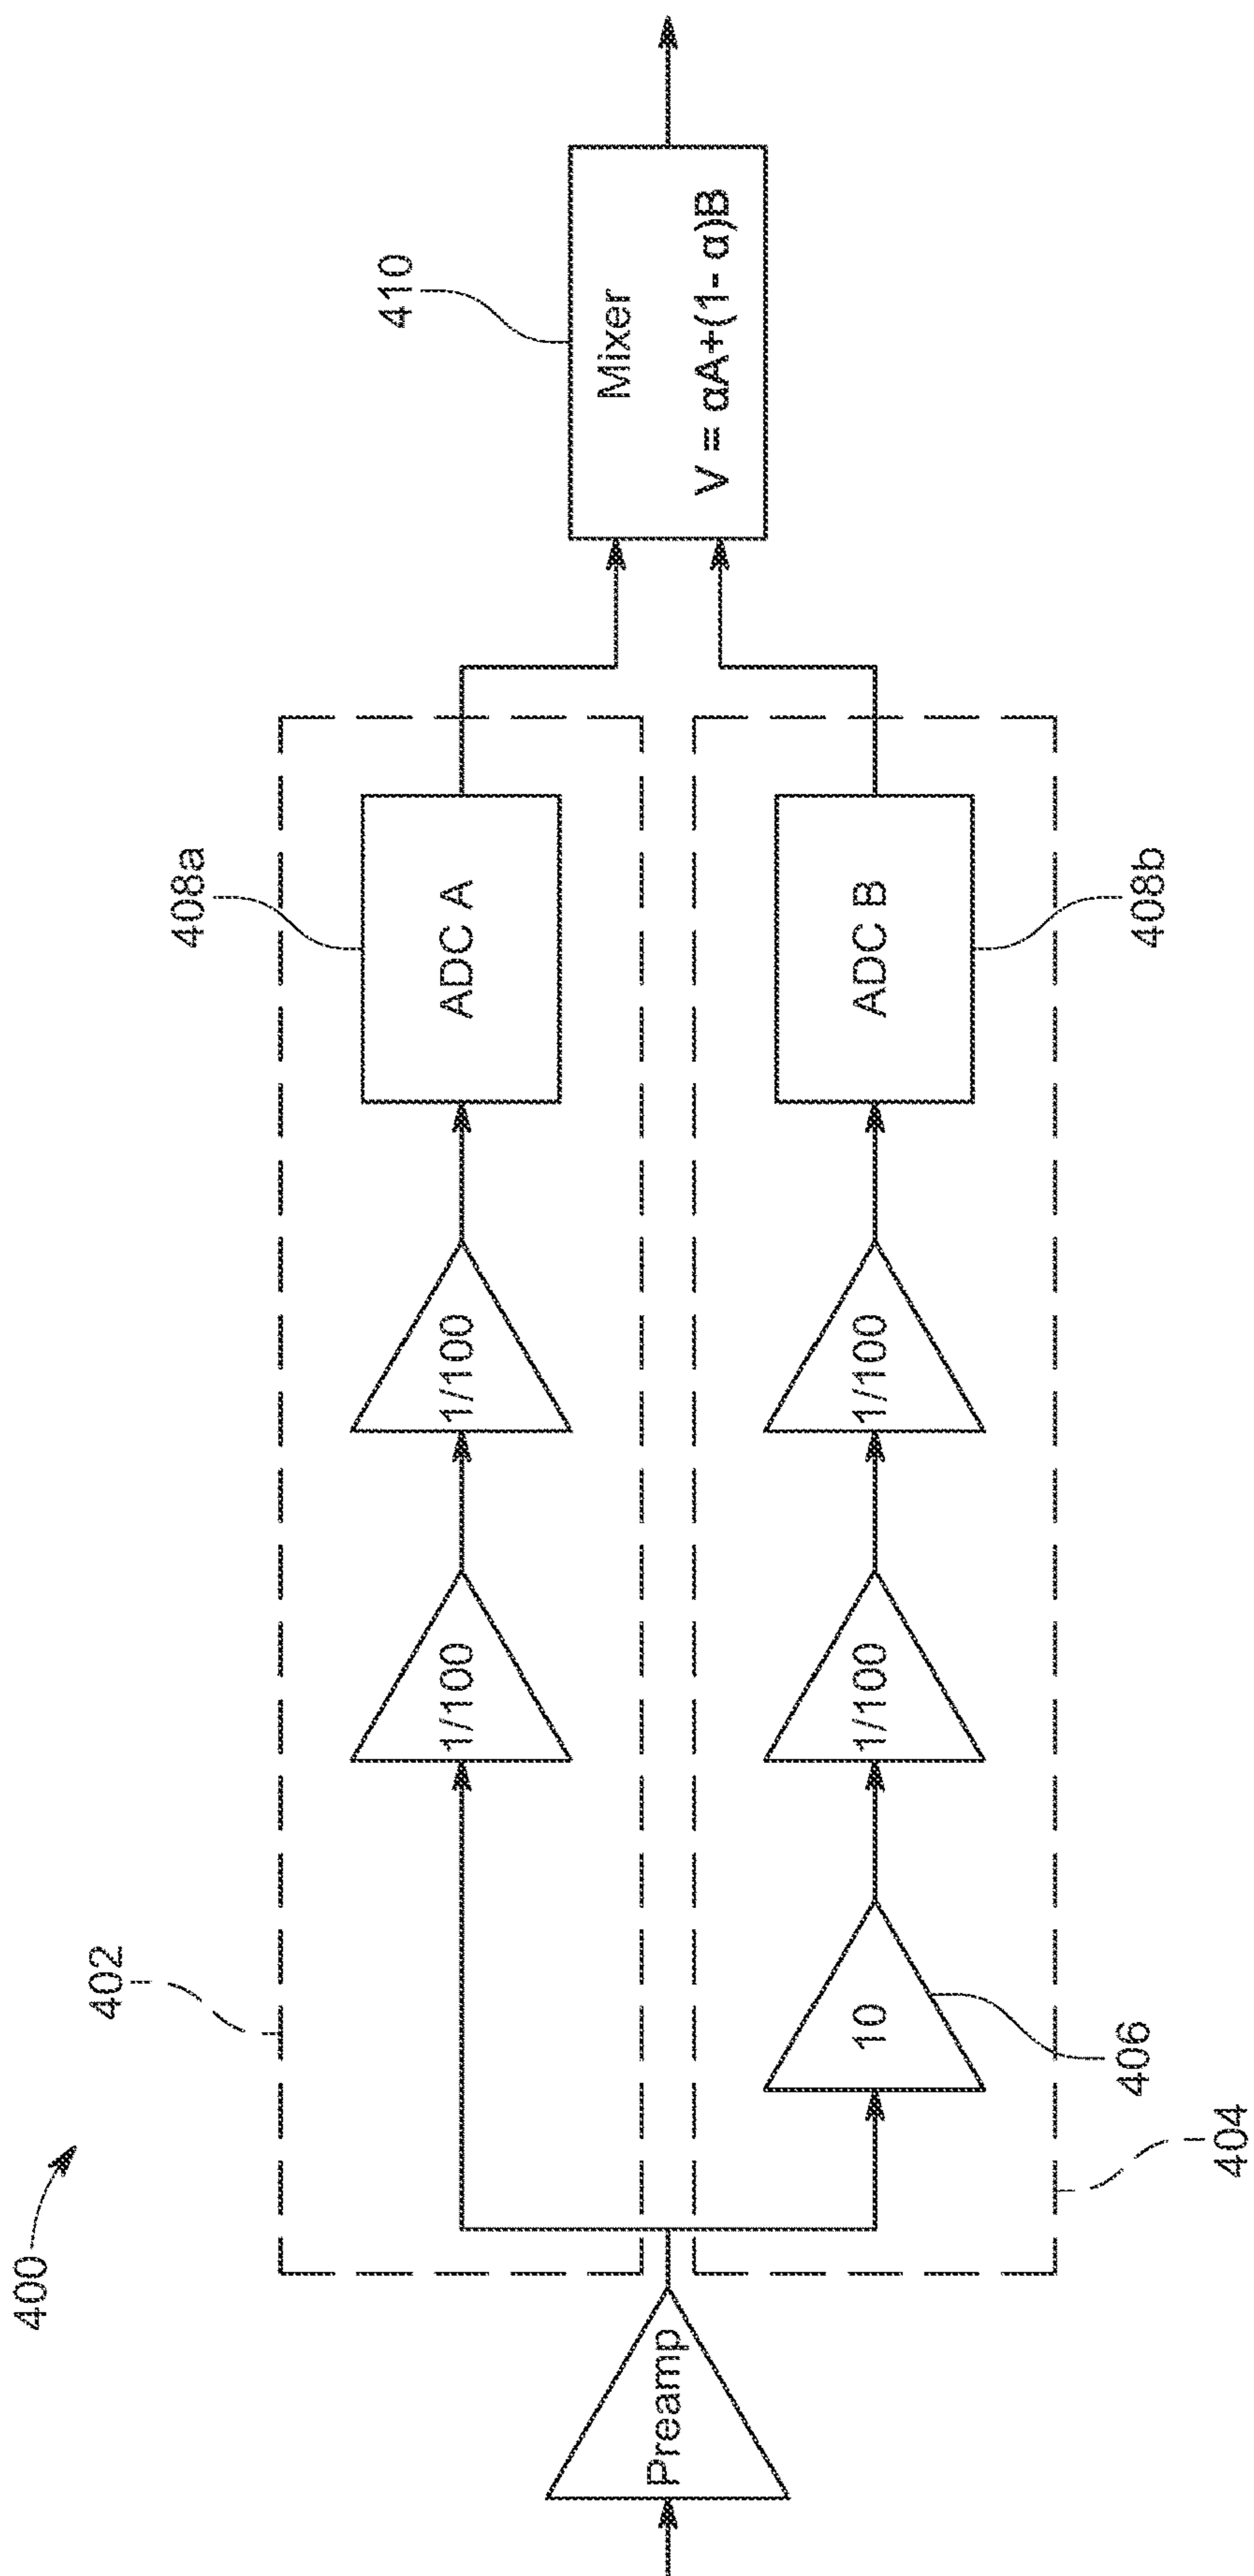 400
402
408a
410
Preamp
1/100
1/100
ADC A
Mixer
V = αA+(1- α)B
10
1/100
1/100
ADC B
406
404
408b